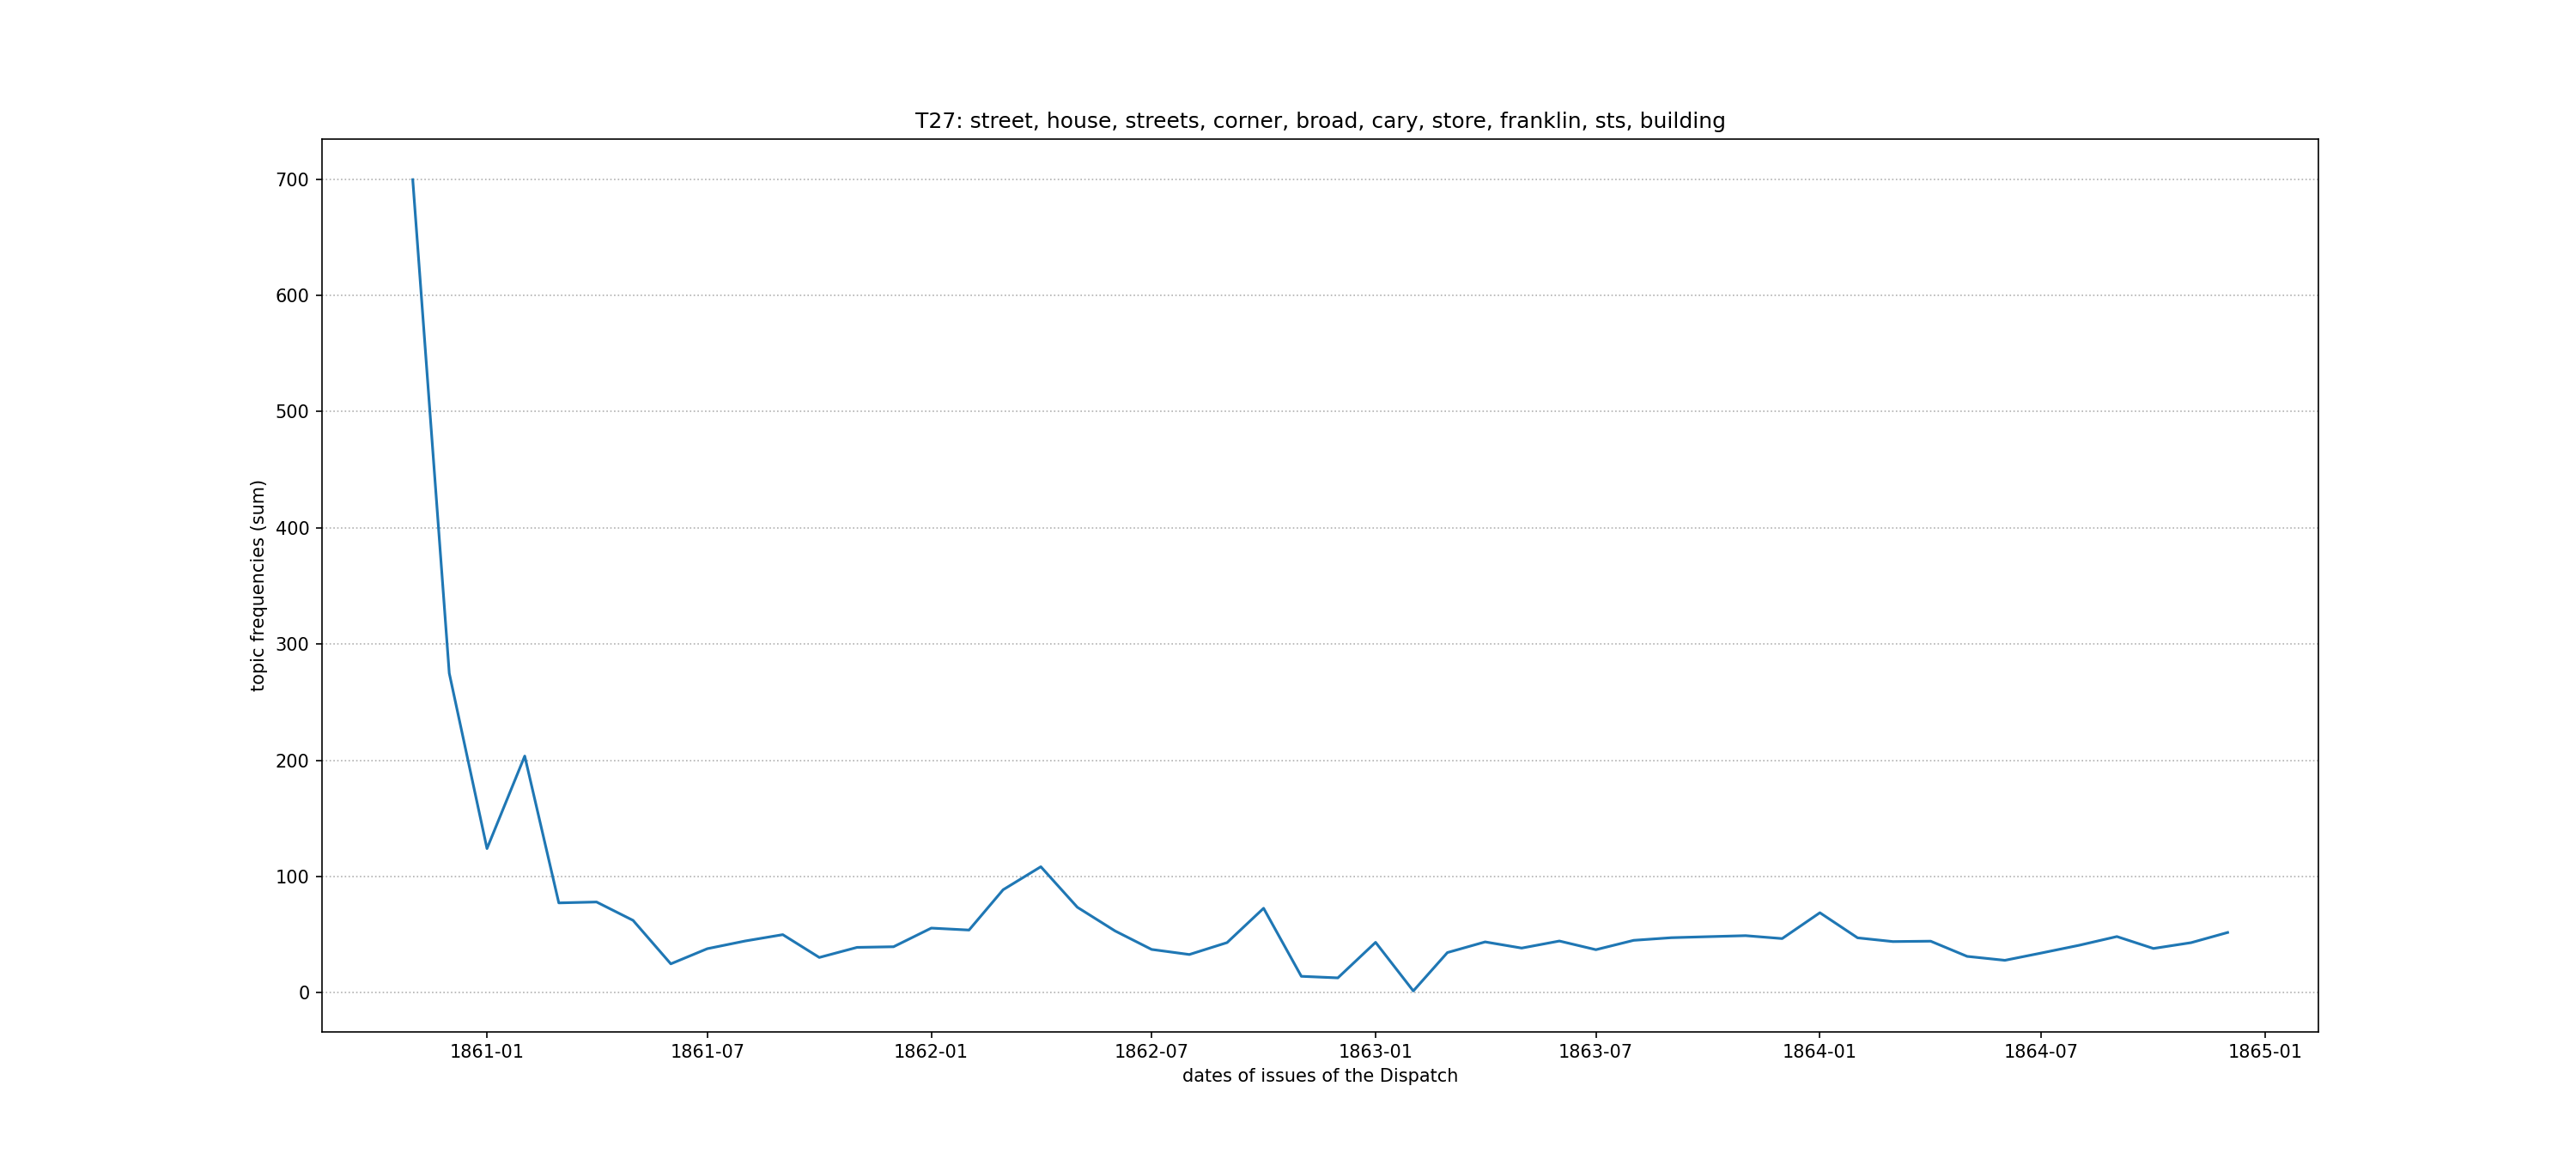 T27: street, house, streets, corner, broad, cary, store, franklin, sts, building
700
600
500
400
300
200
100
0
topic frequencies (sum)
1861-01 1861-07 1862-01 1862-07 1863-01 1863-07 1864-01 1864-07 1865-01
dates of issues of the Dispatch